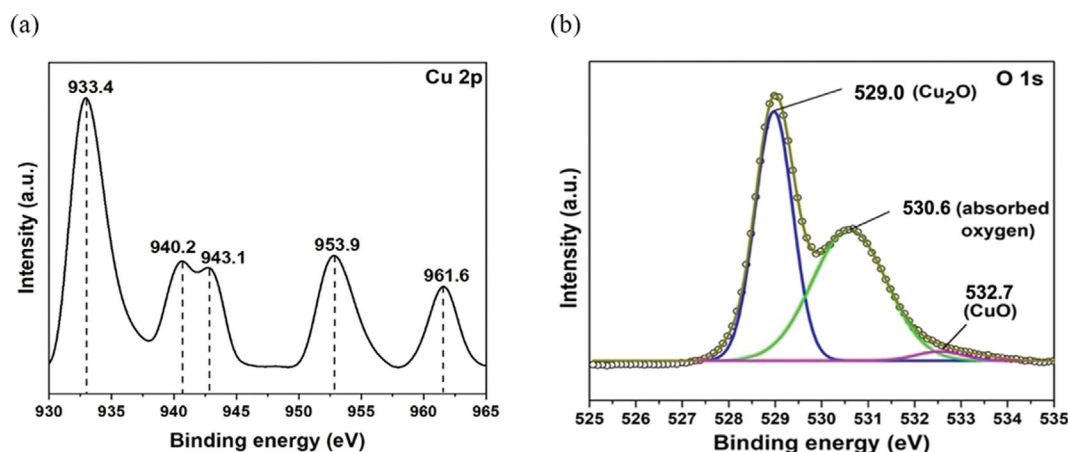 (a)
(b)
Cu 2p
933.4
940.2
943.1
953.9
961.6
Intensity (a.u.)
930 935 940 945 950 955 960 965
Binding energy (eV)
O 1s
529.0 (Cu₂O)
530.6 (absorbed
oxygen)
532.7
(CuO)
Intensity (a.u.)
525 526 527 528 529 530 531 532 533 534 535
Binding energy (eV)